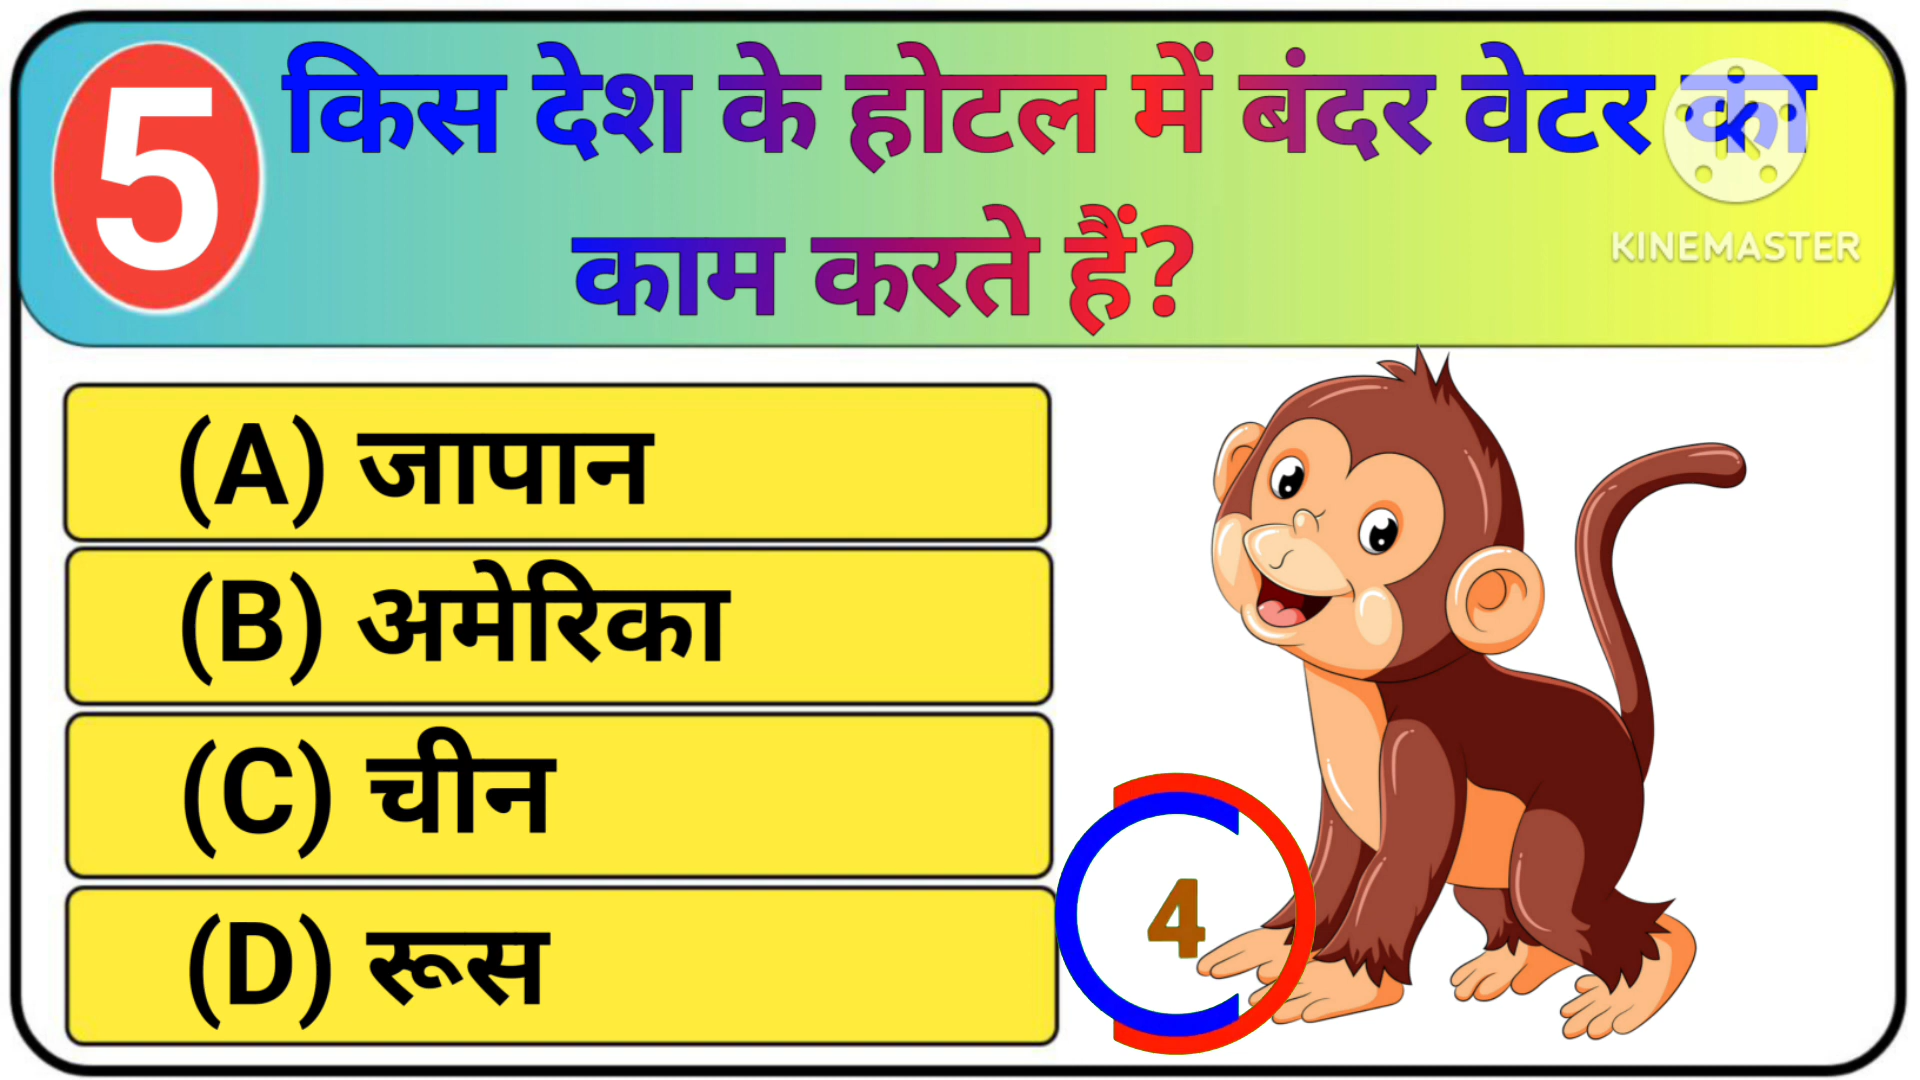 5
किस देश के होटल में बंदर वेटर का
काम करते हैं?
KINEMASTER
(A) जापान
(B) अमेरिका
(C) चीन
(D) रूस
4